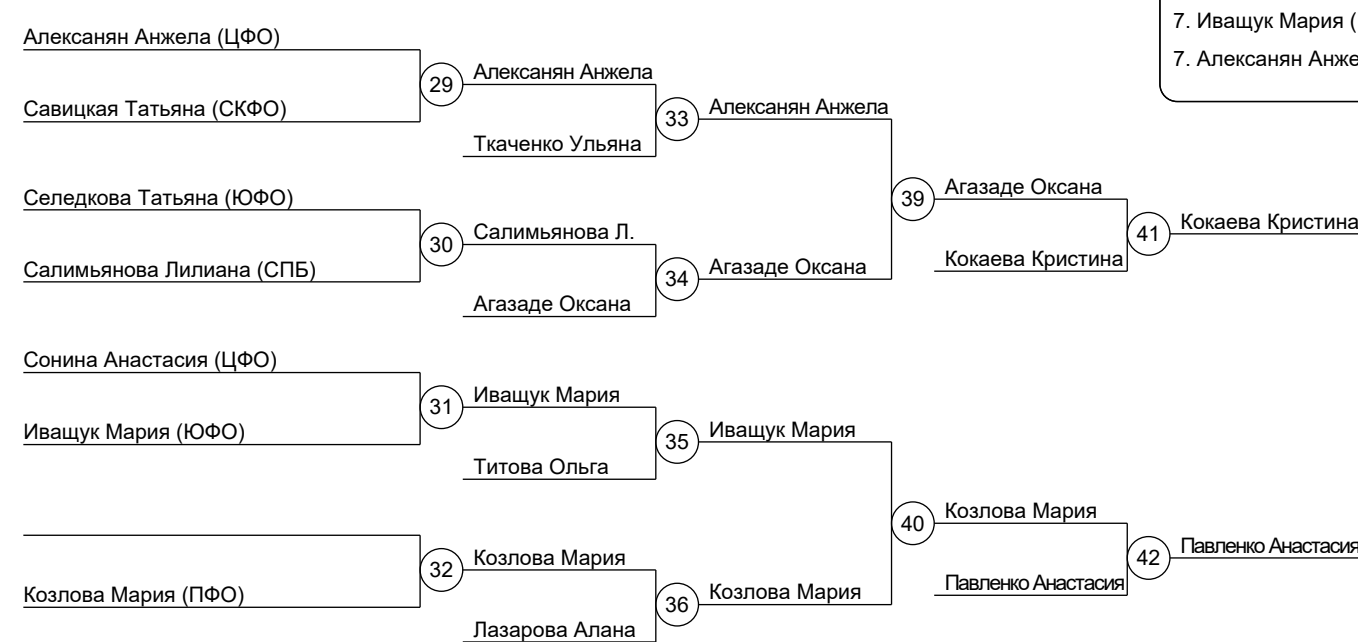 7. Иващук Мария (
7. Алексанян Анже
Алексанян Анжела (ЦФО)
29
Алексанян Анжела
Савицкая Татьяна (СКФО)
33
Алексанян Анжела
Ткаченко Ульяна
Селедкова Татьяна (ЮФО)
39
Агазаде Оксана
30
Салимьянова Л.
41
Кокаева Кристина
Салимьянова Лилиана (СПБ)
34
Агазаде Оксана
Кокаева Кристина
Агазаде Оксана
Сонина Анастасия (ЦФО)
31
Иващук Мария
Иващук Мария (ЮФО)
35
Иващук Мария
Титова Ольга
40
Козлова Мария
32
Козлова Мария
42
Павленко Анастасия
Козлова Мария (ПФО)
36
Козлова Мария
Павленко Анастасия
Лазарова Алана